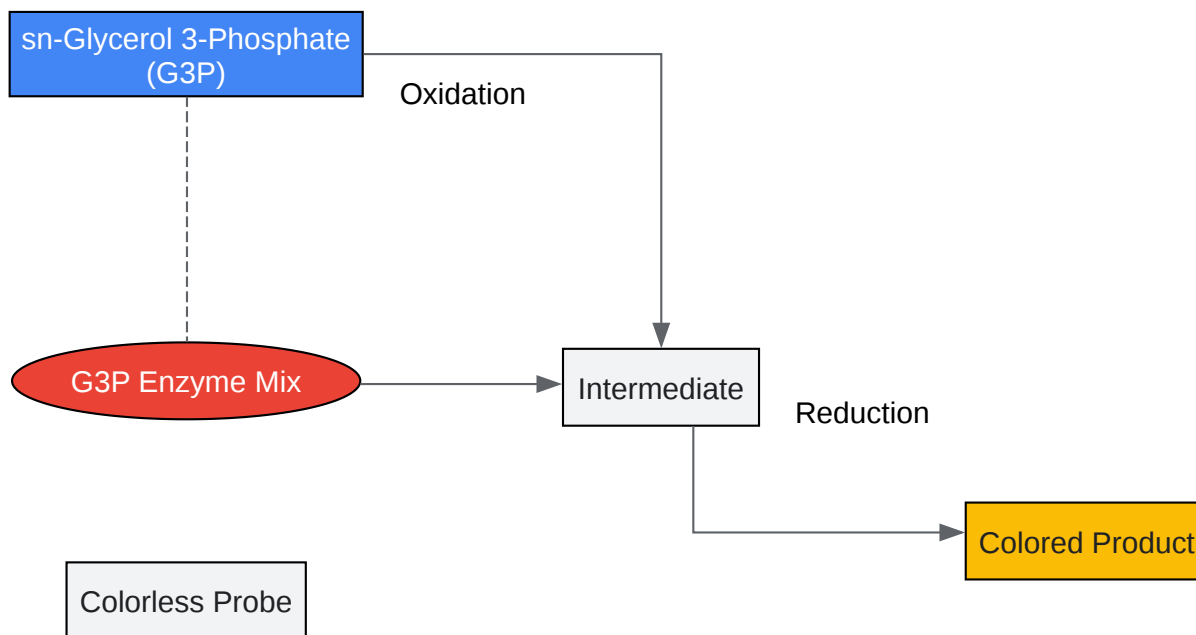 sn-Glycerol 3-Phosphate
(G3P)
Oxidation
G3P Enzyme Mix
Intermediate
Reduction
Colored Product
Colorless Probe